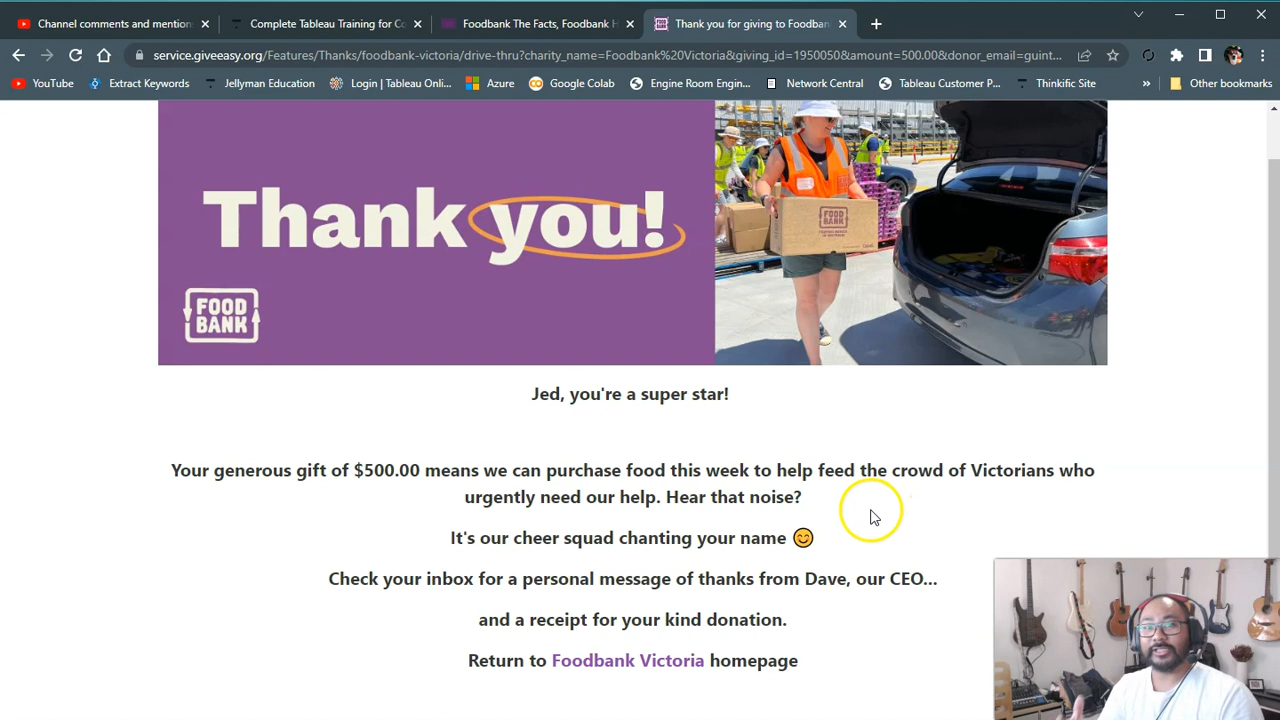 Channel comments and mention
Complete Tableau Training for Co
Foodbank The Facts, Foodbank H
Thank you for giving to Foodban
service.giveeasy.org/Features/Thanks/foodbank-victoria/drive-thru?charity_name=Foodbank%20Victoria&giving_id=1950050&amount=500.00&donor_email=guint...
YouTube
Extract Keywords
Jellyman Education
Login | Tableau Onli...
Azure
Google Colab
Engine Room Engin...
Network Central
Tableau Customer P...
Thinkific Site
»
Other bookmarks
Thank you!
FOOD
BANK
FOOD
BANK
Jed, you're a super star!
Your generous gift of $500.00 means we can purchase food this week to help feed the crowd of Victorians who
urgently need our help. Hear that noise?
It's our cheer squad chanting your name 😊
Check your inbox for a personal message of thanks from Dave, our CEO...
and a receipt for your kind donation.
Return to Foodbank Victoria homepage